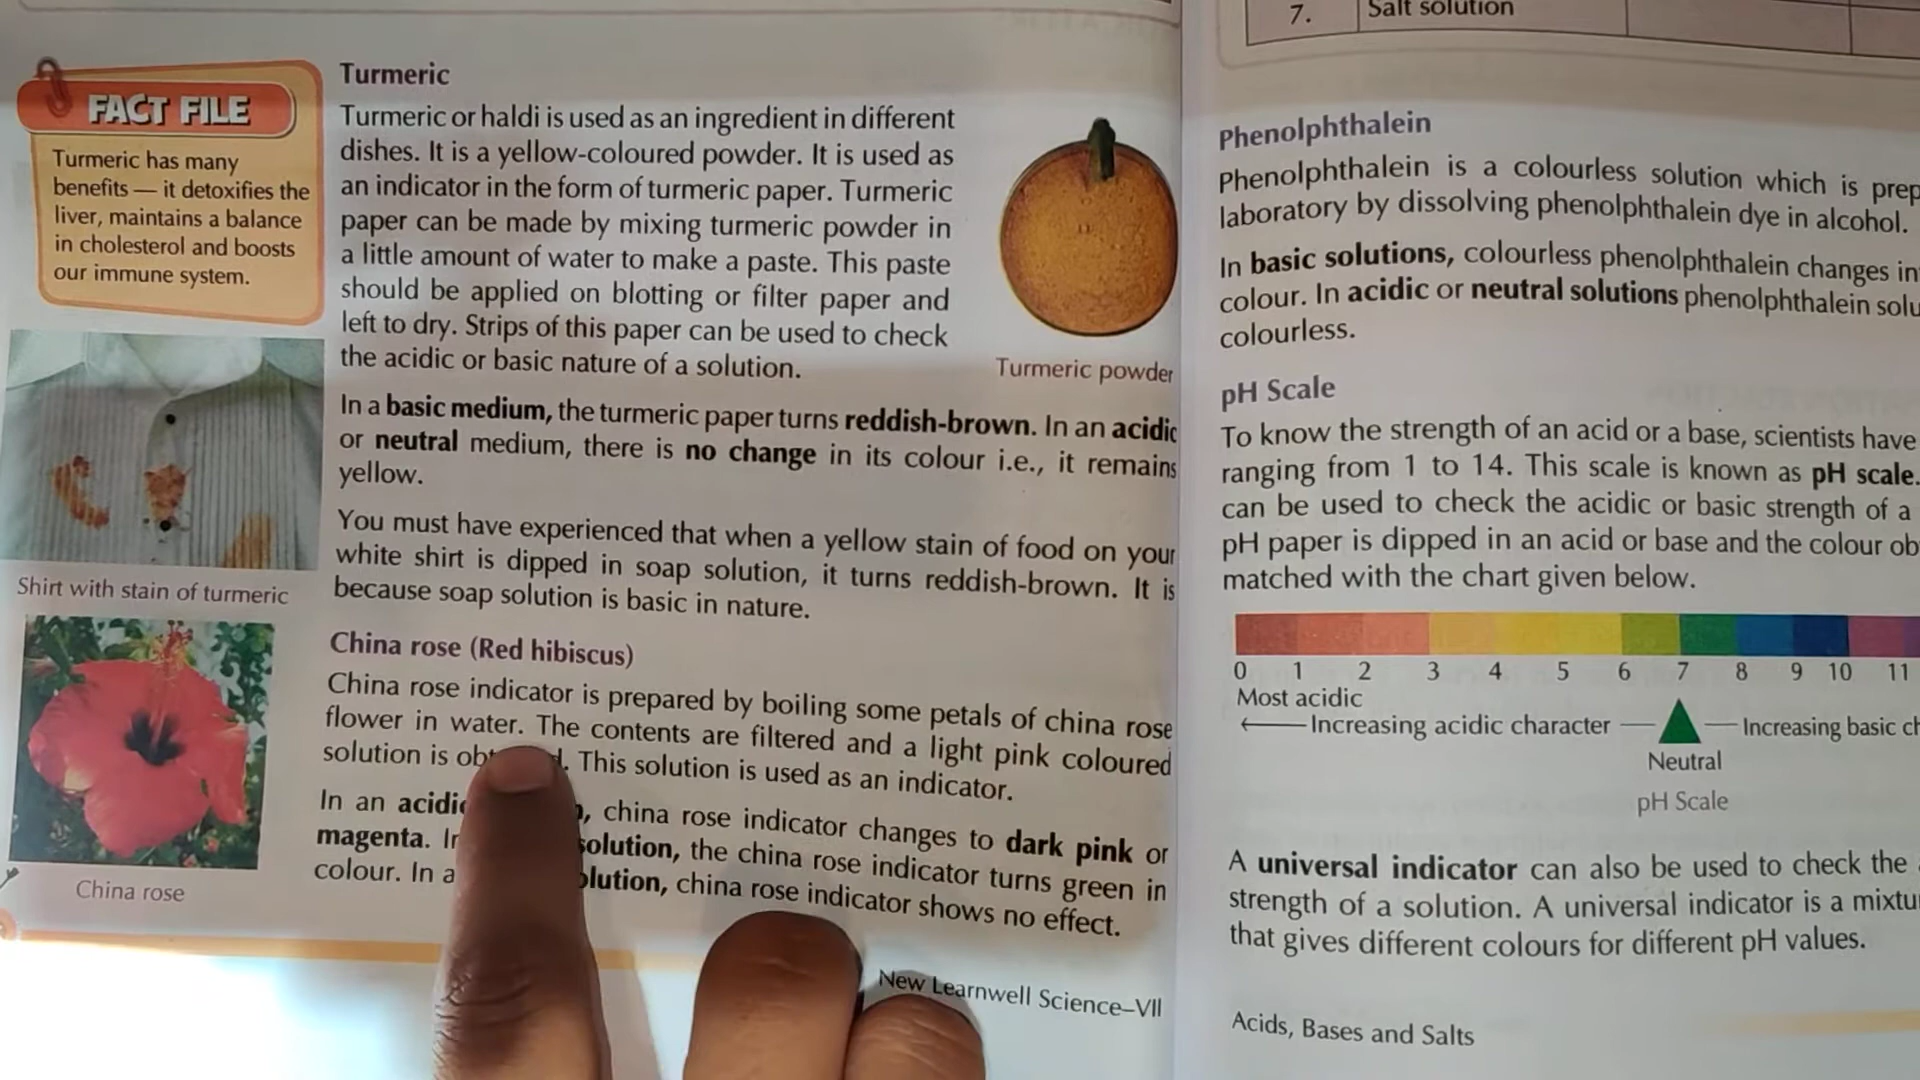 FACT FILE
Turmeric has many
benefits — it detoxifies the
liver, maintains a balance
in cholesterol and boosts
our immune system.
Shirt with stain of turmeric
China rose
Turmeric
Turmeric or haldi is used as an ingredient in different
dishes. It is a yellow-coloured powder. It is used as
an indicator in the form of turmeric paper. Turmeric
paper can be made by mixing turmeric powder in
a little amount of water to make a paste. This paste
should be applied on blotting or filter paper and
left to dry. Strips of this paper can be used to check
the acidic or basic nature of a solution.
Turmeric powder
In a basic medium, the turmeric paper turns reddish-brown. In an acidic
or neutral medium, there is no change in its colour i.e., it remains
yellow.
You must have experienced that when a yellow stain of food on your
white shirt is dipped in soap solution, it turns reddish-brown. It is
because soap solution is basic in nature.
China rose (Red hibiscus)
China rose indicator is prepared by boiling some petals of china rose
flower in water. The contents are filtered and a light pink coloured
solution is This solution is used as an indicator.
In an acidic china rose indicator changes to dark pink or
magenta. solution, the china rose indicator turns green in
colour. In china rose indicator shows no effect.
New Learnwell Science–VII
7. Salt solution
Phenolphthalein
Phenolphthalein is a colourless solution which is
laboratory by dissolving phenolphthalein dye in alcohol.
In basic solutions, colourless phenolphthalein changes
colour. In acidic or neutral solutions phenolphthalein
colourless.
pH Scale
To know the strength of an acid or a base, scientists have
ranging from 1 to 14. This scale is known as pH scale.
can be used to check the acidic or basic strength of a
pH paper is dipped in an acid or base and the colour
matched with the chart given below.
0 1 2 3 4 5 6 7 8 9 10 11
Most acidic
Increasing acidic character
Increasing basic
Neutral
pH Scale
A universal indicator can also be used to check the
strength of a solution. A universal indicator is a
that gives different colours for different pH values.
Acids, Bases and Salts